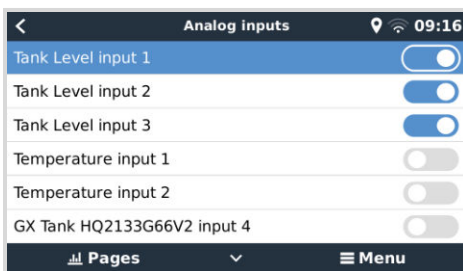 Analog inputs 09:16
Tank Level input 1
Tank Level input 2
Tank Level input 3
Temperature input 1
Temperature input 2
GX Tank HQ2133G66V2 input 4
Pages Menu